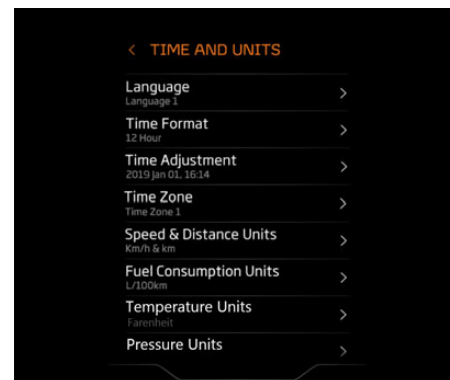 TIME AND UNITS
Language
Language 1
Time Format
12 Hour
Time Adjustment
2019 Jan 01, 16:14
Time Zone
Time Zone 1
Speed & Distance Units
Km/h & km
Fuel Consumption Units
L/100km
Temperature Units
Farenheit
Pressure Units